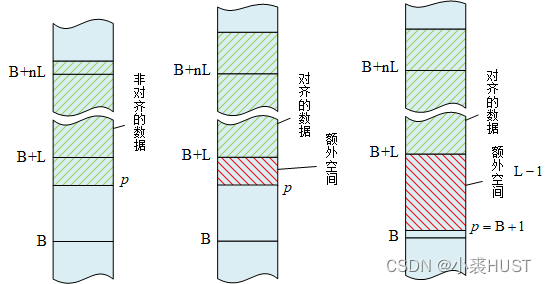 B+nL
B+L
B
p
非对齐的数据
B+nL
B+L
B
p
对齐的数据
额外空间
B+nL
B+L
B
p = B + 1
对齐的数据
额外空间
L − 1
CSDN @小裘HUST